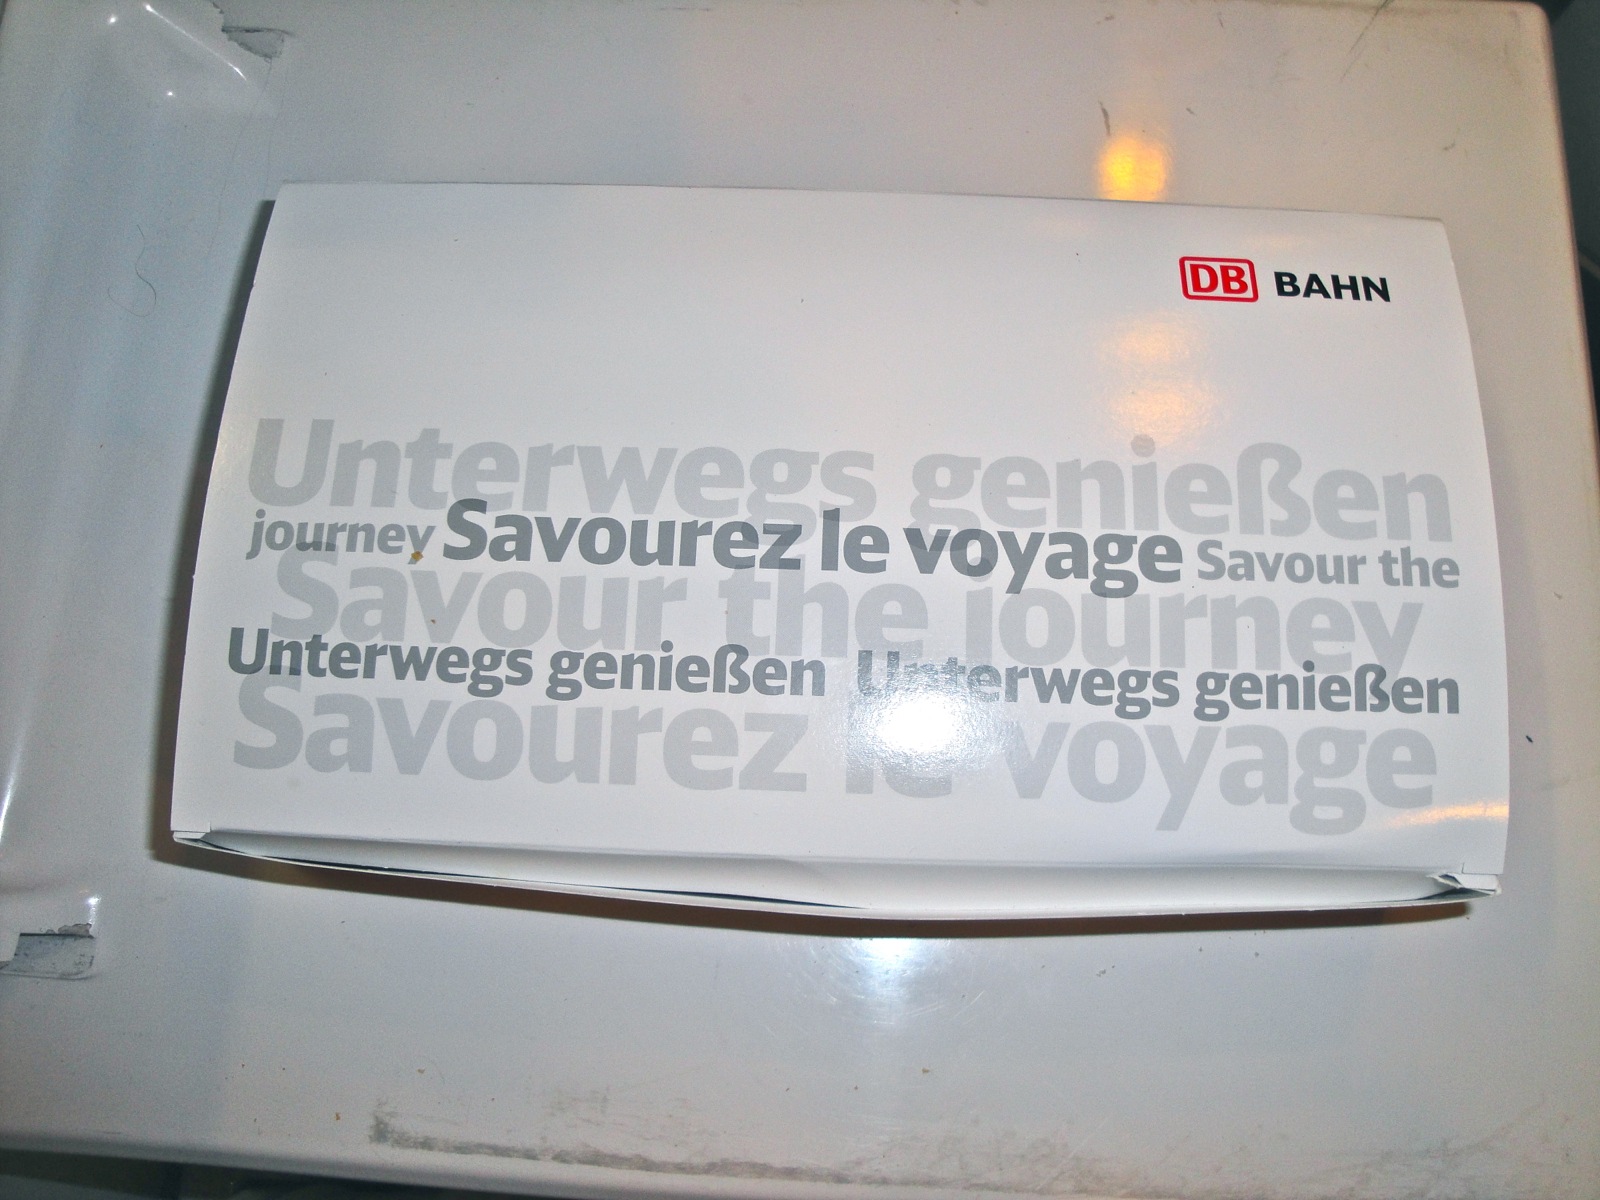 DB BAHN
Unterwegs genießen
journey Savourez le voyage Savour the
Savour the journey
Unterwegs genießen Unterwegs genießen
Savourez le voyage